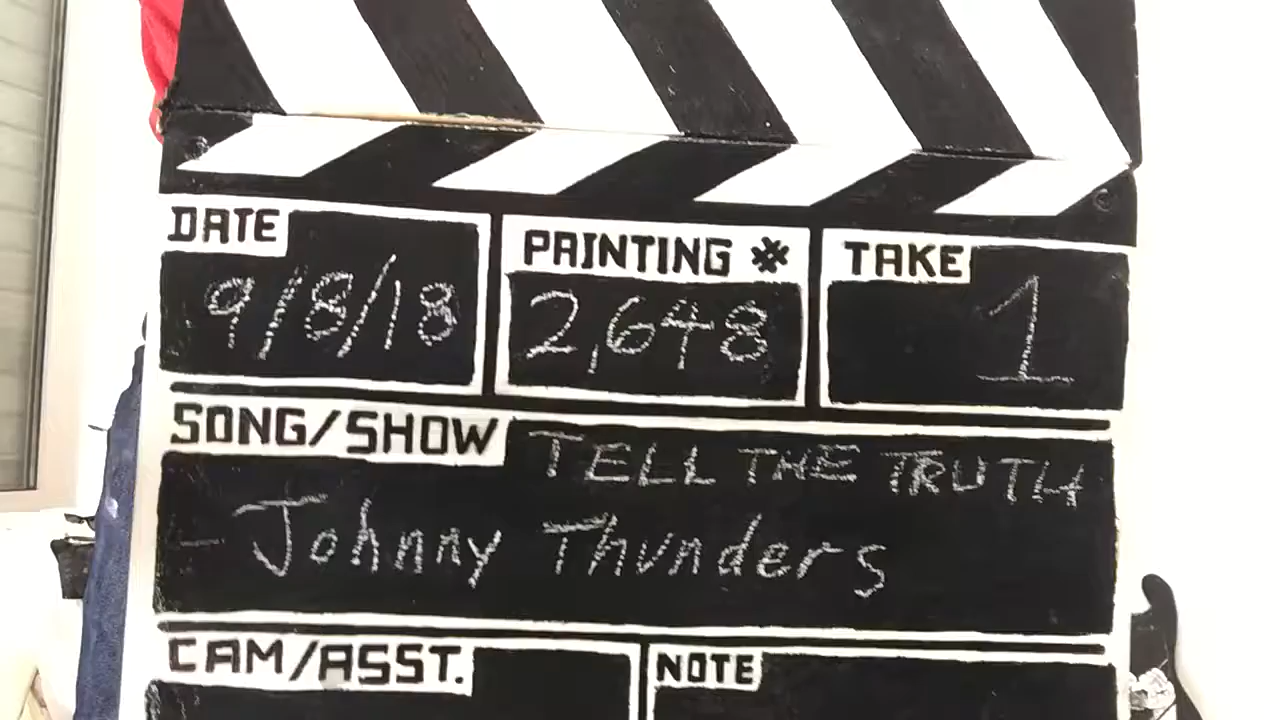 DATE
9/8/18
PAINTING #
2,648
TAKE
1
SONG/SHOW
TELL THE TRUTH
- Johnny Thunders
CAM/ASST.
NOTE